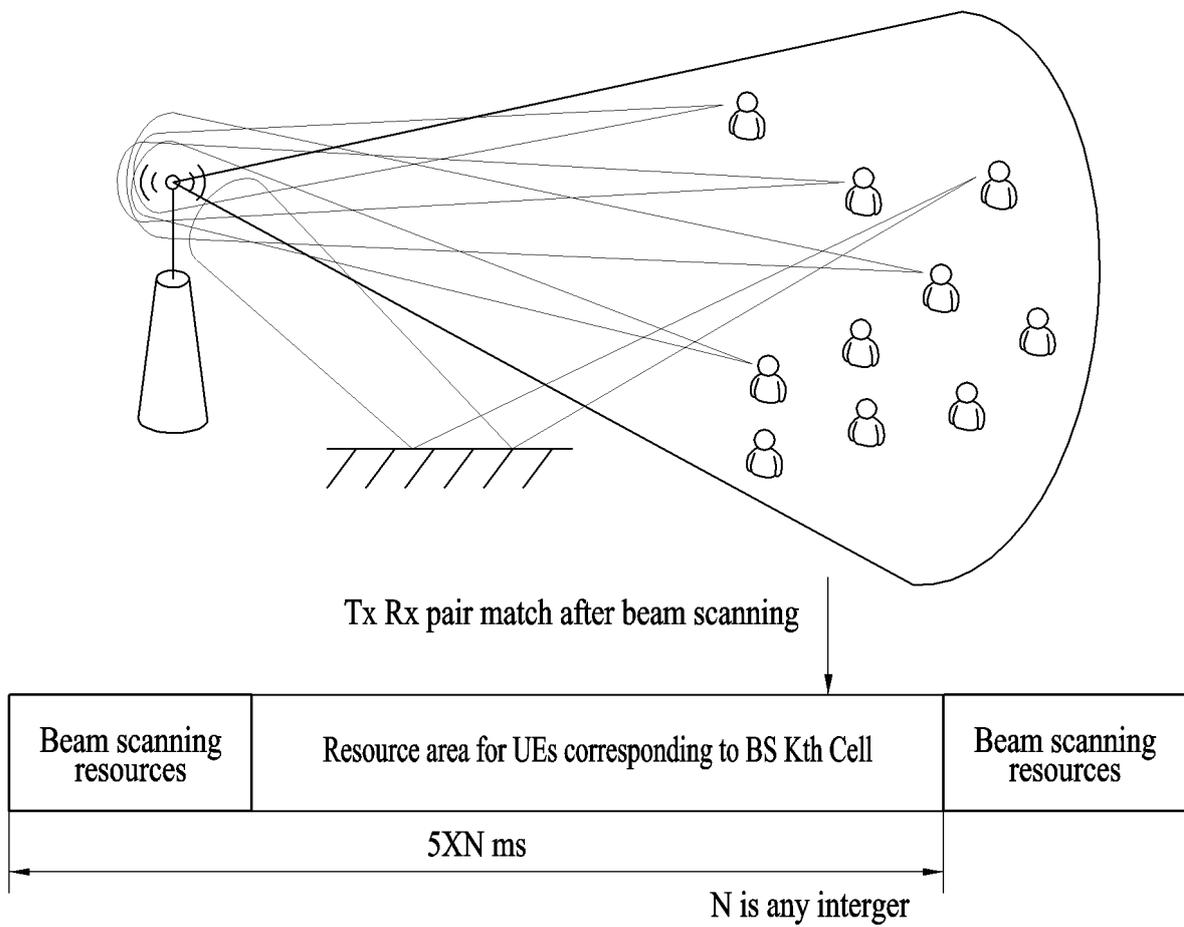 Tx Rx pair match after beam scanning
Beam scanning
resources
Resource area for UEs corresponding to BS Kth Cell
Beam scanning
resources
5XN ms
N is any interger